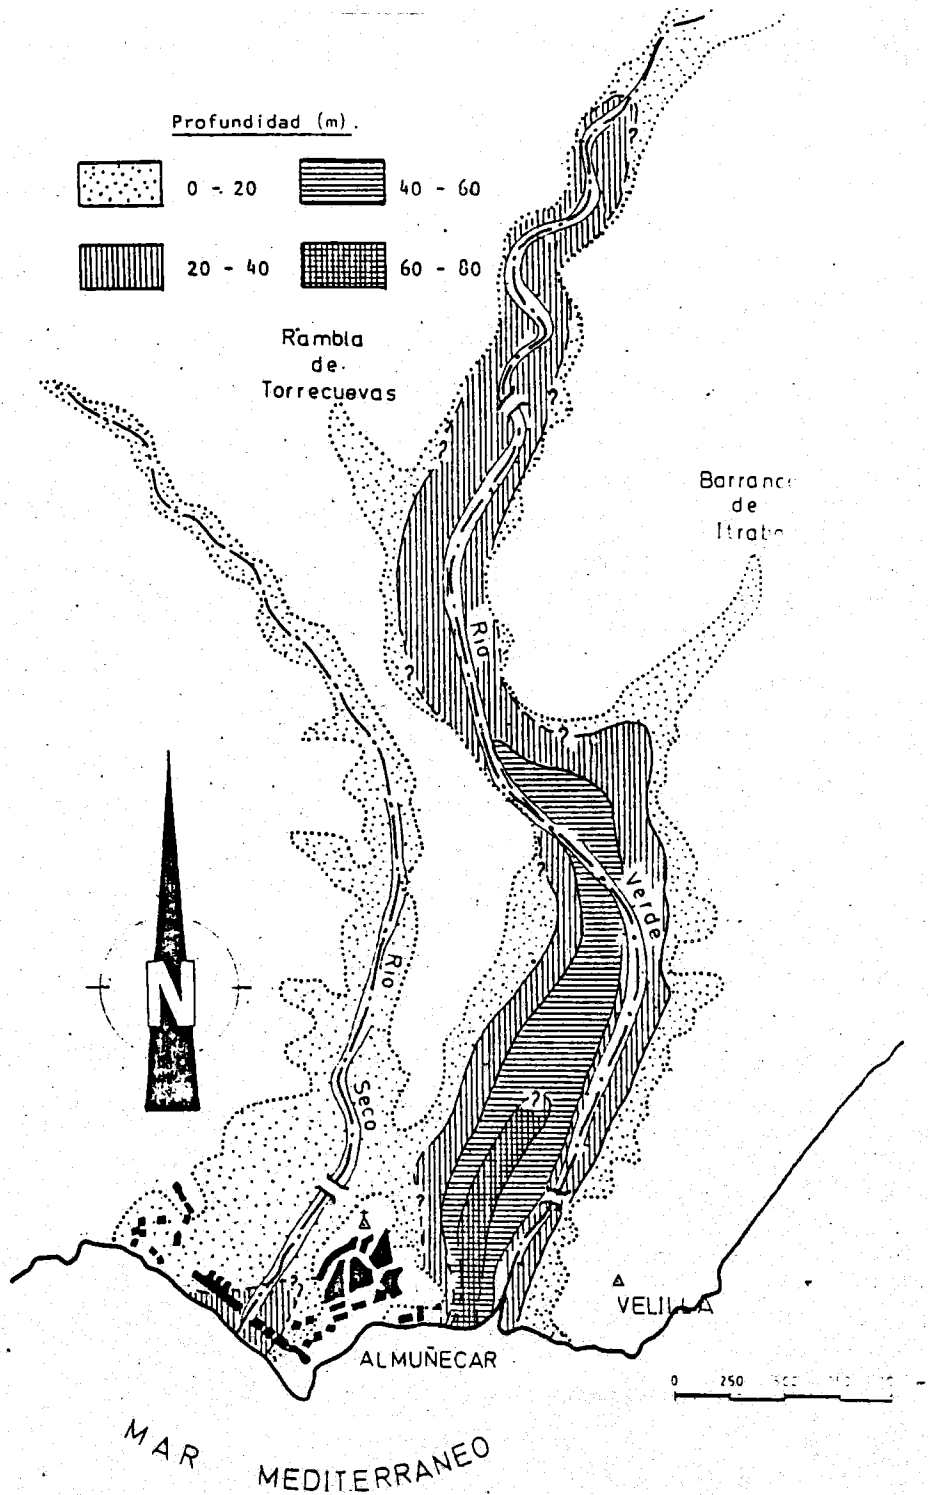 Profundidad (m).
0 - 20
40 - 60
20 - 40
60 - 80
Rambla
de
Torrecuevas
?
?
?
de
Río
?
?
?
Verde
N
Río
Seco
?
?
?
VELILLA
ALMUÑECAR
0 250
m
MAR
MEDITERRANEO